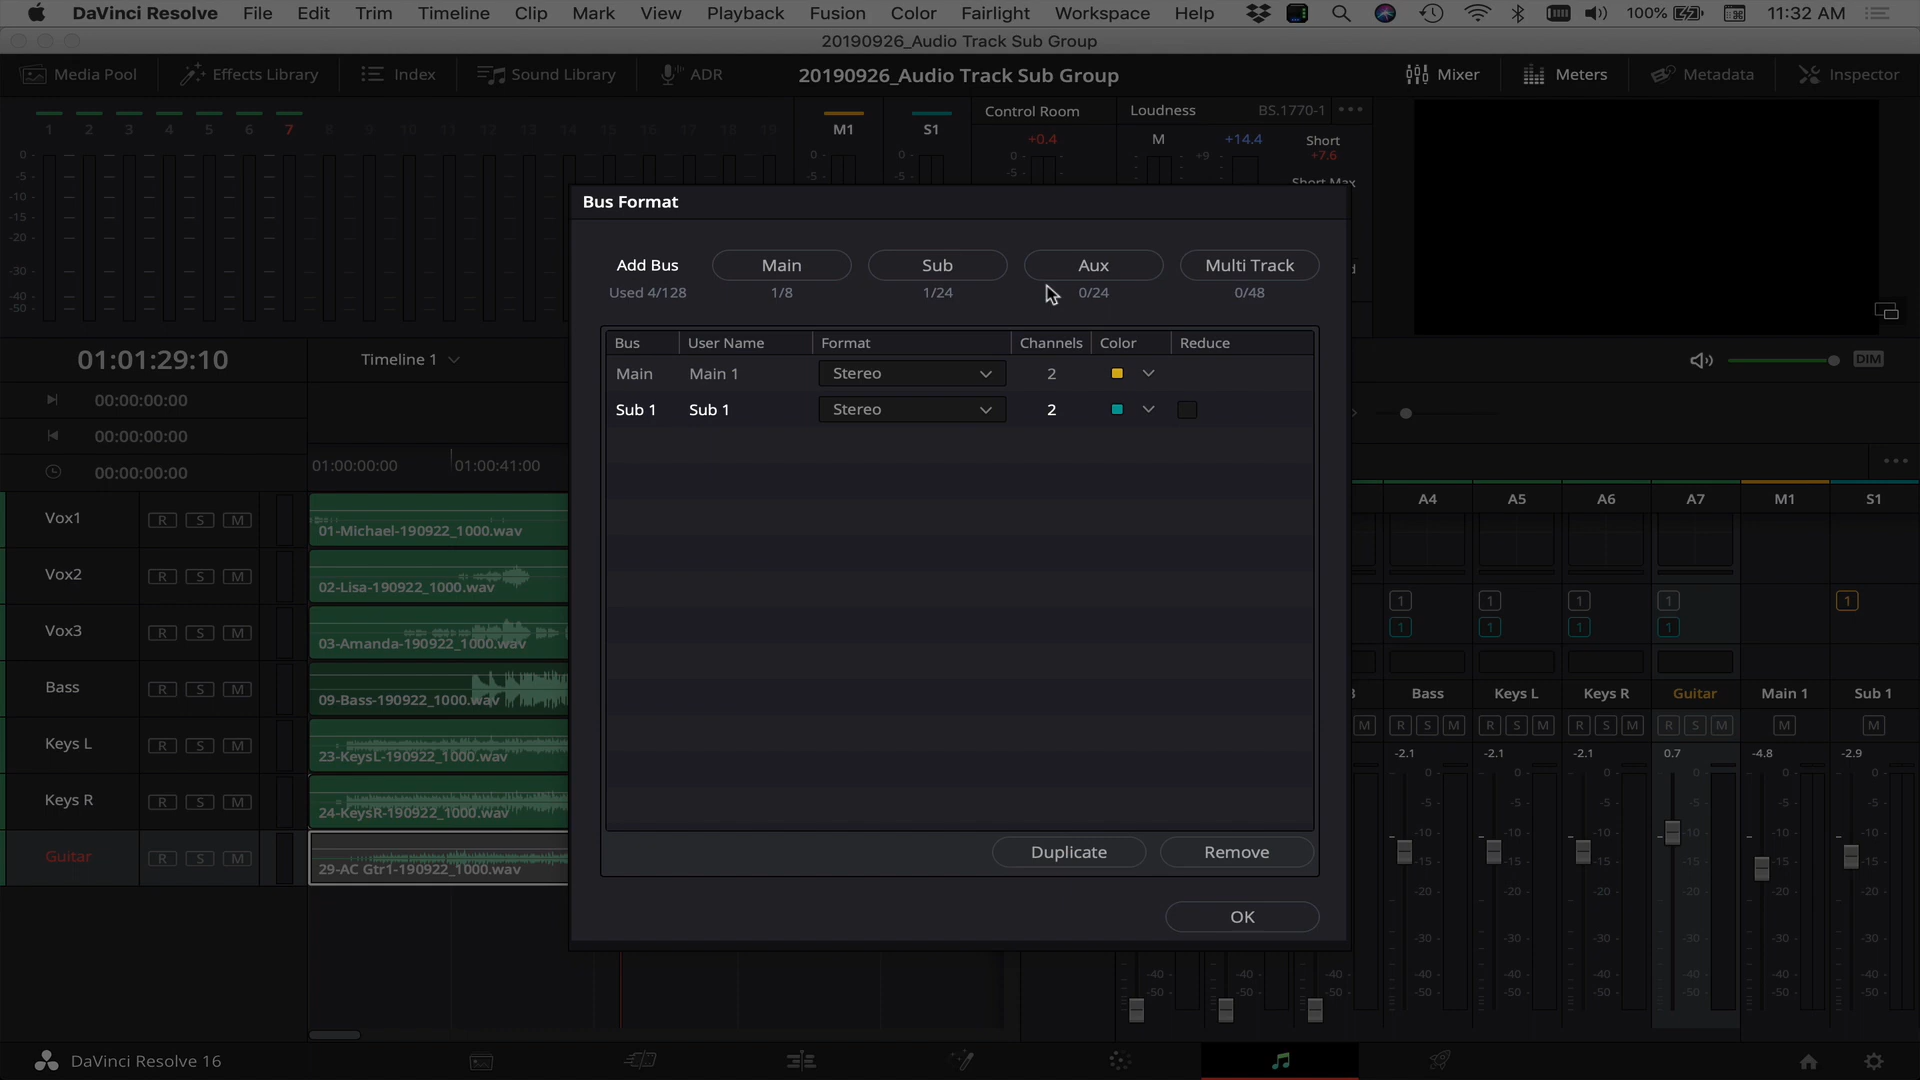 DaVinci Resolve File Edit Trim Timeline Clip Mark View Playback Fusion Color Fairlight Workspace Help 100% 11:32 AM
20190926_Audio Track Sub Group
Media Pool Effects Library Index Sound Library ADR 20190926_Audio Track Sub Group Mixer Meters Metadata Inspector
1 2 3 4 5 6 7 8 9 10 11 12 13 14 15 16 17 18 19 M1 S1
Control Room Loudness BS.1770-1
+0.4 M +14.4 Short
+9 +7.6
Short Max
0 -5 -10 -15 -20 -30 -40 -50
0 -5 0 -5 0 -5
Bus Format
Add Bus Main Sub Aux Multi Track
Used 4/128 1/8 1/24 0/24 0/48
Bus User Name Format Channels Color Reduce
Main Main 1 Stereo 2
Sub 1 Sub 1 Stereo 2
Duplicate Remove
OK
01:01:29:10 Timeline 1 DIM
00:00:00:00
00:00:00:00
00:00:00:00
01:00:00:00 01:00:41:00
Vox1 R S M 01-Michael-190922_1000.wav
Vox2 R S M 02-Lisa-190922_1000.wav
Vox3 R S M 03-Amanda-190922_1000.wav
Bass R S M 09-Bass-190922_1000.wav
Keys L R S M 23-KeysL-190922_1000.wav
Keys R R S M 24-KeysR-190922_1000.wav
Guitar R S M 29-AC Gtr1-190922_1000.wav
A4 A5 A6 A7 M1 S1
1 1 1 1 1
1 1 1 1
3 Bass Keys L Keys R Guitar Main 1 Sub 1
M R S M R S M R S M R S M M M
-2.1 -2.1 -2.1 0.7 -4.8 -2.9
0 0 0 0 0 0
-5 -5 -5 -5 -5 -5
-10 -10 -10 -10 -10 -10
-15 -15 -15 -15 -15 -15
-20 -20 -20 -20 -20 -20
-30 -30 -30 -30 -30 -30
-40 -40 -40 -40 -40 -40 -40 -40 -40
-50 -50 -50 -50 -50 -50 -50 -50 -50
DaVinci Resolve 16